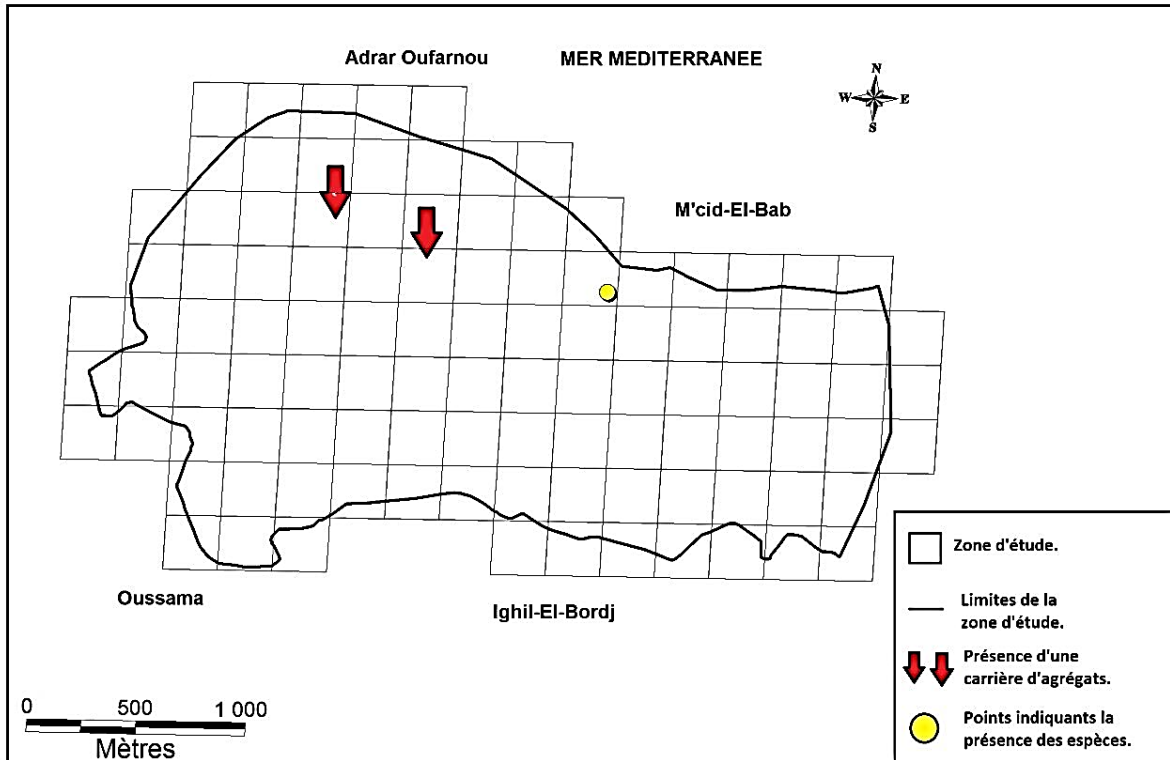 Adrar Oufarnou
MER MEDITERRANEE
N
W E
S
M'cid-El-Bab
Oussama
Ighil-El-Bordj
0 500 1 000
Mètres
Zone d'étude.
Limites de la
zone d'étude.
Présence d'une
carrière d'agrégats.
Points indiquants la
présence des espèces.